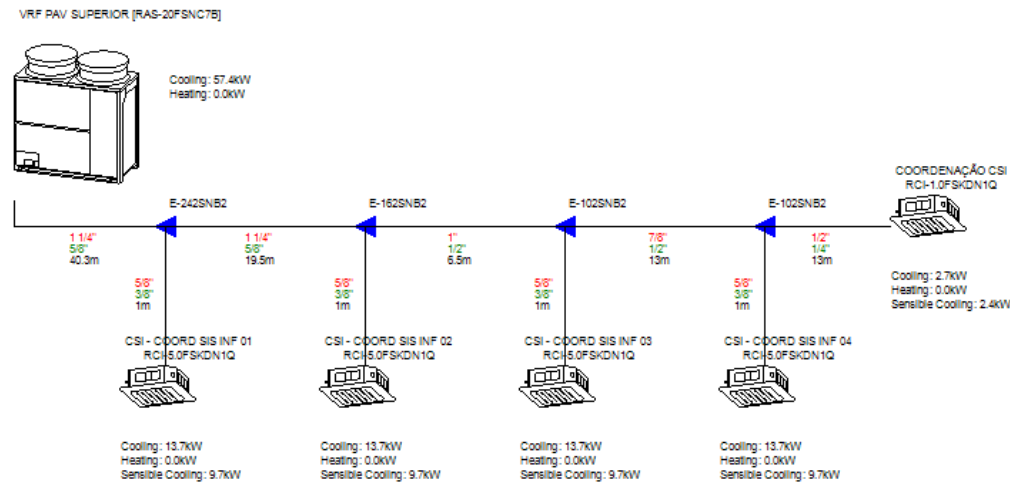 VRF PAV SUPERIOR [RAS-20FSNC7B]
Cooling: 57.4kW
Heating: 0.0kW
COORDENAÇÃO CSI
RCI-1.0FSKDN1Q
E-242SNB2
E-162SNB2
E-102SNB2
E-102SNB2
1 1/4"
5/8"
40.3m
1 1/4"
5/8"
19.5m
1"
1/2"
6.5m
7/8"
1/2"
13m
1/2"
1/4"
13m
Cooling: 2.7kW
Heating: 0.0kW
Sensible Cooling: 2.4kW
5/8"
3/8"
1m
5/8"
3/8"
1m
5/8"
3/8"
1m
5/8"
3/8"
1m
CSI - COORD SIS INF 01
RCI-5.0FSKDN1Q
CSI - COORD SIS INF 02
RCI-5.0FSKDN1Q
CSI - COORD SIS INF 03
RCI-5.0FSKDN1Q
CSI - COORD SIS INF 04
RCI-5.0FSKDN1Q
Cooling: 13.7kW
Heating: 0.0kW
Sensible Cooling: 9.7kW
Cooling: 13.7kW
Heating: 0.0kW
Sensible Cooling: 9.7kW
Cooling: 13.7kW
Heating: 0.0kW
Sensible Cooling: 9.7kW
Cooling: 13.7kW
Heating: 0.0kW
Sensible Cooling: 9.7kW